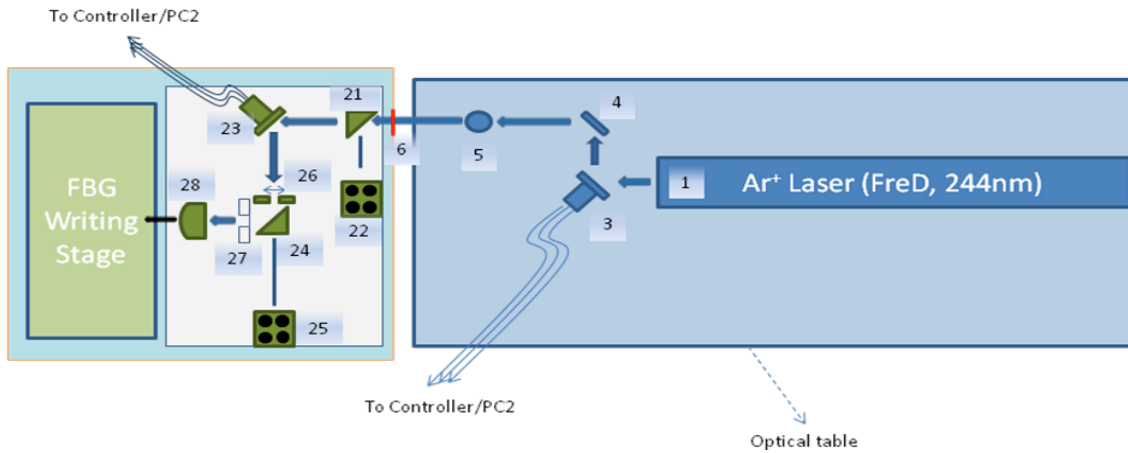 To Controller/PC2
21
4
23
6
5
1
Ar⁺ Laser (FreD, 244nm)
26
28
FBG
Writing
Stage
22
3
27
24
25
To Controller/PC2
Optical table